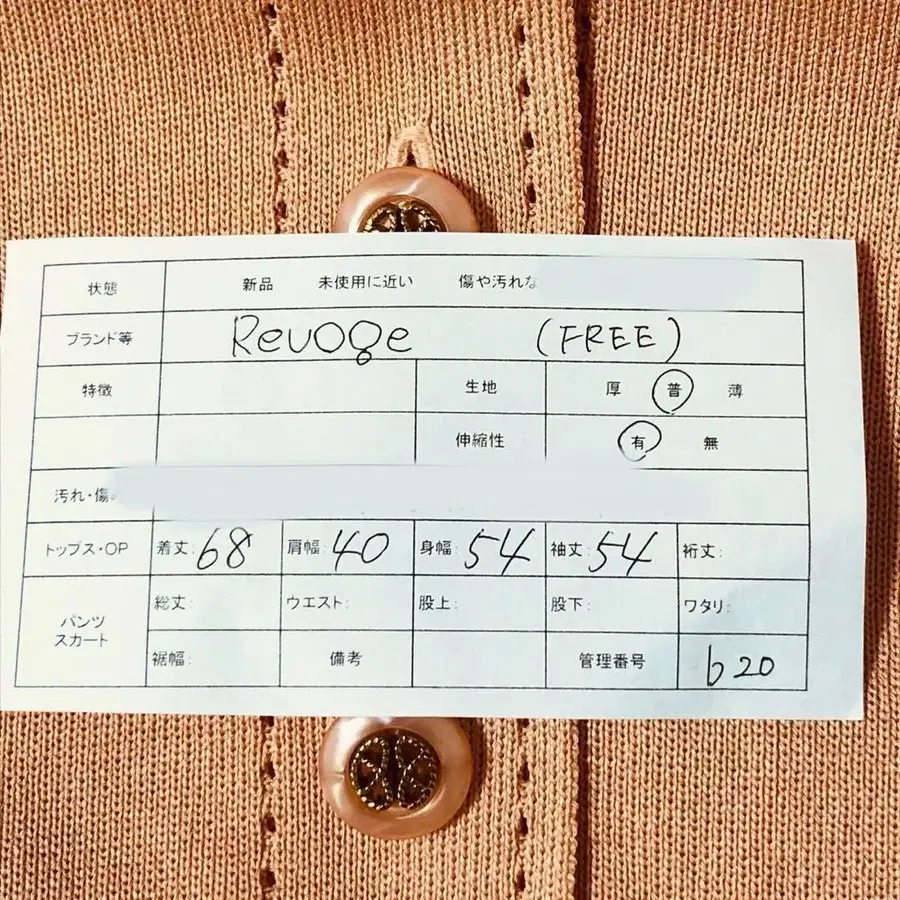 状態 新品 未使用に近い 傷や汚れな
ブランド等 Revoge (FREE)
特徴 生地 厚 普 薄
伸縮性 有 無
汚れ・傷
トップス・OP 着丈: 68 肩幅: 40 身幅: 54 袖丈: 54 裄丈:
パンツ スカート 総丈: ウエスト: 股上: 股下: ワタリ:
裾幅: 備考 管理番号 620